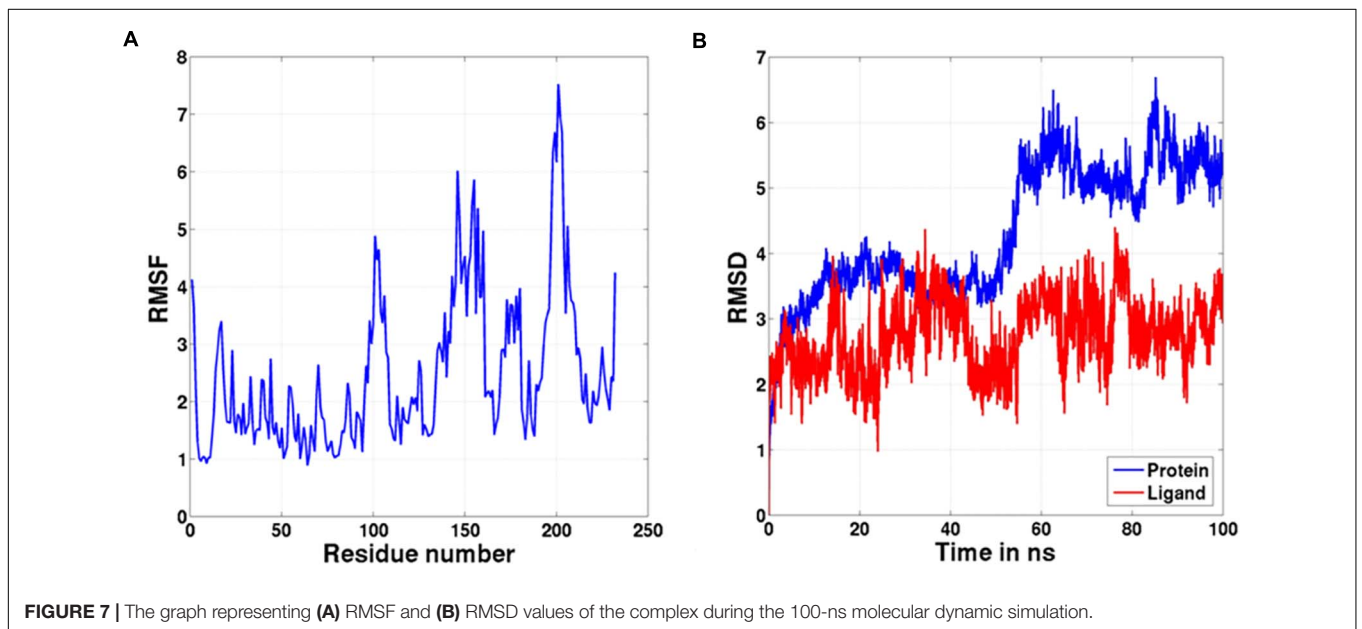 A
8
7
6
5
4
3
2
1
0
RMSF
0 50 100 150 200 250
Residue number
B
7
6
5
4
3
2
1
0
RMSD
0 20 40 60 80 100
Time in ns
Protein
Ligand
FIGURE 7 | The graph representing (A) RMSF and (B) RMSD values of the complex during the 100-ns molecular dynamic simulation.